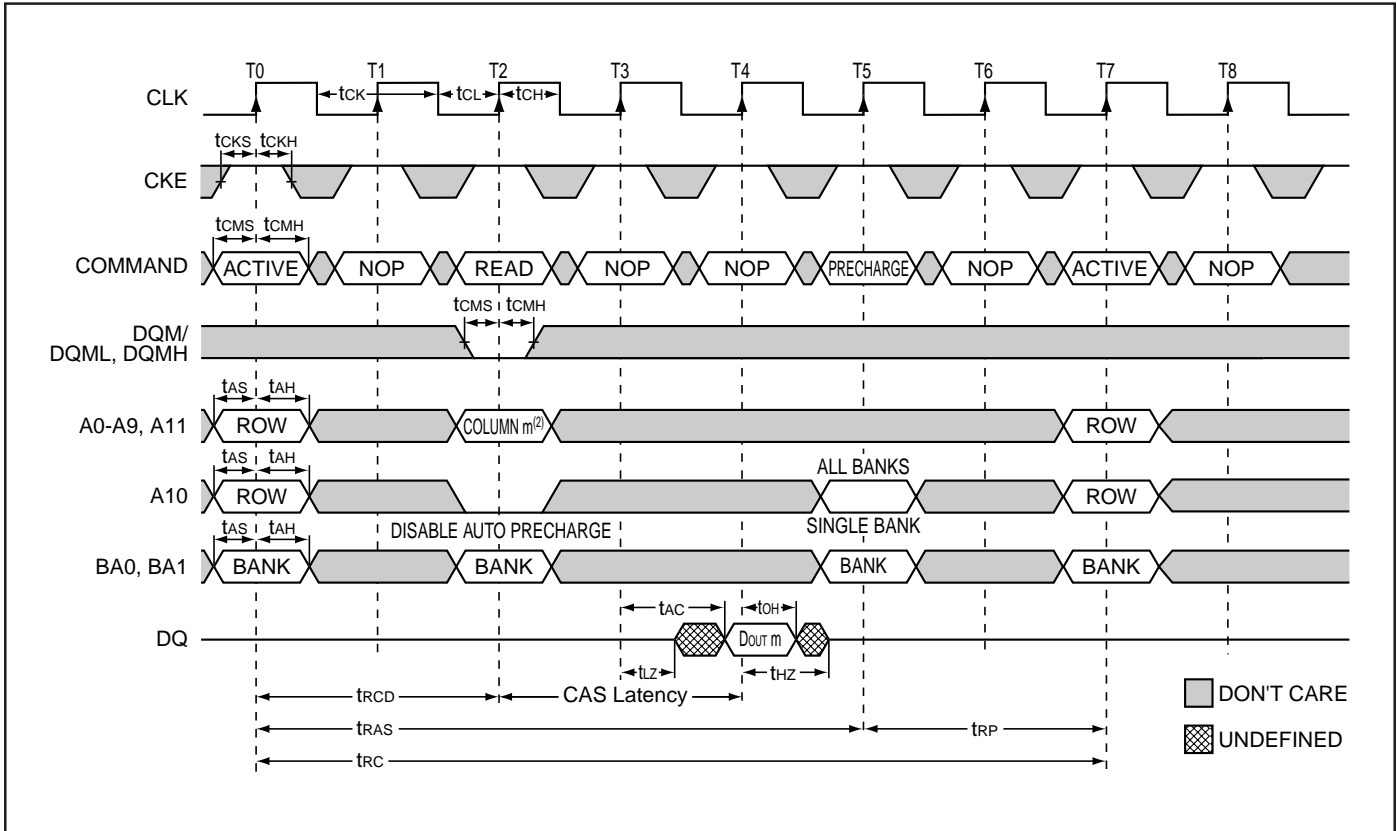 T0 T1 T2 T3 T4 T5 T6 T7 T8
CLK tCK tCL tCH
tCKS tCKH
CKE
tCMS tCMH
COMMAND ACTIVE NOP READ NOP NOP PRECHARGE NOP ACTIVE NOP
tCMS tCMH
DQM/
DQML, DQMH
tAS tAH
A0-A9, A11 ROW COLUMN m(2) ROW
tAS tAH ALL BANKS
A10 ROW ROW
tAS tAH DISABLE AUTO PRECHARGE SINGLE BANK
BA0, BA1 BANK BANK BANK BANK
tAC tOH
DQ DOUT m
tLZ tHZ
tRCD CAS Latency DON'T CARE
tRAS tRP
UNDEFINED
tRC